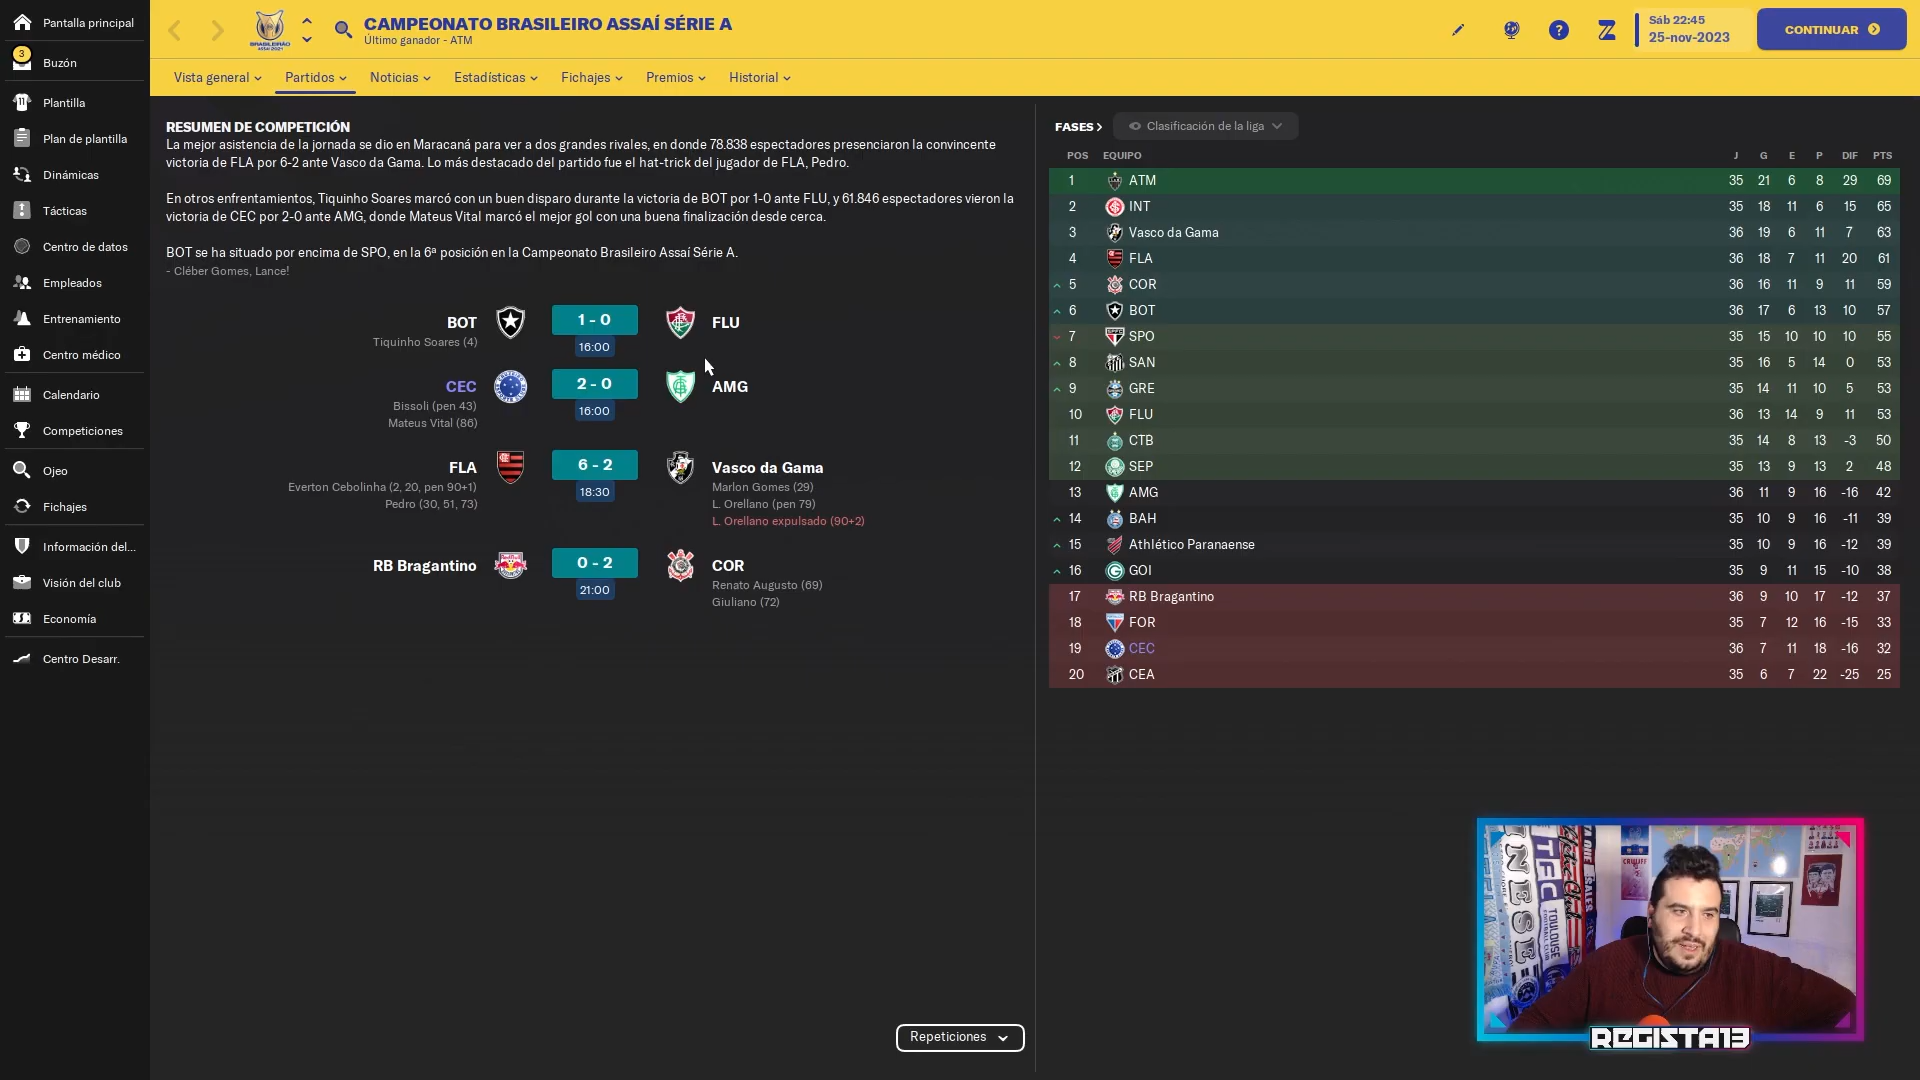 Pantalla principal
3
Buzón
Plantilla
Plan de plantilla
Dinámicas
Tácticas
Centro de datos
Empleados
Entrenamiento
Centro médico
Calendario
Competiciones
Ojeo
Fichajes
Información del...
Visión del club
Economía
Centro Desarr.
CAMPEONATO BRASILEIRO ASSAÍ SÉRIE A
Último ganador - ATM
Sáb 22:45
25-nov-2023
CONTINUAR
Vista general Partidos Noticias Estadísticas Fichajes Premios Historial
RESUMEN DE COMPETICIÓN
La mejor asistencia de la jornada se dio en Maracaná para ver a dos grandes rivales, en donde 78.838 espectadores presenciaron la convincente
victoria de FLA por 6-2 ante Vasco da Gama. Lo más destacado del partido fue el hat-trick del jugador de FLA, Pedro.
En otros enfrentamientos, Tiquinho Soares marcó con un buen disparo durante la victoria de BOT por 1-0 ante FLU, y 61.846 espectadores vieron la
victoria de CEC por 2-0 ante AMG, donde Mateus Vital marcó el mejor gol con una buena finalización desde cerca.
BOT se ha situado por encima de SPO, en la 6ª posición en la Campeonato Brasileiro Assaí Série A.
- Cléber Gomes, Lance!
BOT 1 - 0 FLU
Tiquinho Soares (4) 16:00
CEC 2 - 0 AMG
Bissoli (pen 43) 16:00
Mateus Vital (86)
FLA 6 - 2 Vasco da Gama
Everton Cebolinha (2, 20, pen 90+1) 18:30 Marlon Gomes (29)
Pedro (30, 51, 73) L. Orellano (pen 79)
L. Orellano expulsado (90+2)
RB Bragantino 0 - 2 COR
21:00 Renato Augusto (69)
Giuliano (72)
Repeticiones
FASES Clasificación de la liga
POS EQUIPO J G E P DIF PTS
1 ATM 35 21 6 8 29 69
2 INT 35 18 11 6 15 65
3 Vasco da Gama 36 19 6 11 7 63
4 FLA 36 18 7 11 20 61
5 COR 36 16 11 9 11 59
6 BOT 36 17 6 13 10 57
7 SPO 35 15 10 10 10 55
8 SAN 35 16 5 14 0 53
9 GRE 35 14 11 10 5 53
10 FLU 36 13 14 9 11 53
11 CTB 35 14 8 13 -3 50
12 SEP 35 13 9 13 2 48
13 AMG 36 11 9 16 -16 42
14 BAH 35 10 9 16 -11 39
15 Athlético Paranaense 35 10 9 16 -12 39
16 GOI 35 9 11 15 -10 38
17 RB Bragantino 36 9 10 17 -12 37
18 FOR 35 7 12 16 -15 33
19 CEC 36 7 11 18 -16 32
20 CEA 35 6 7 22 -25 25
CRUYFF
TFC
TOULOUSE
REGISTA13